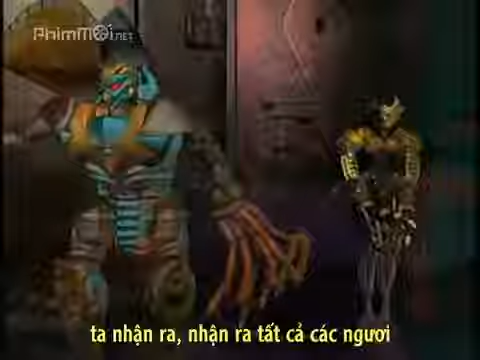 PhimMoi.net
ta nhận ra, nhận ra tất cả các ngươi